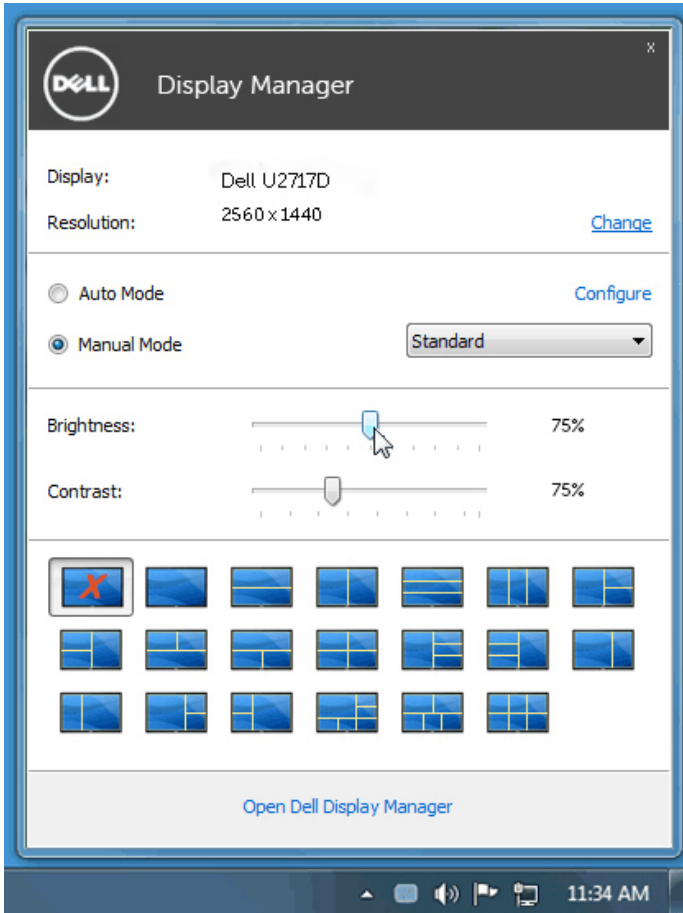 x
DELL Display Manager
Display: Dell U2717D
Resolution: 2560 x 1440 Change
Auto Mode Configure
Manual Mode Standard
Brightness: 75%
Contrast: 75%
X
Open Dell Display Manager
11:34 AM